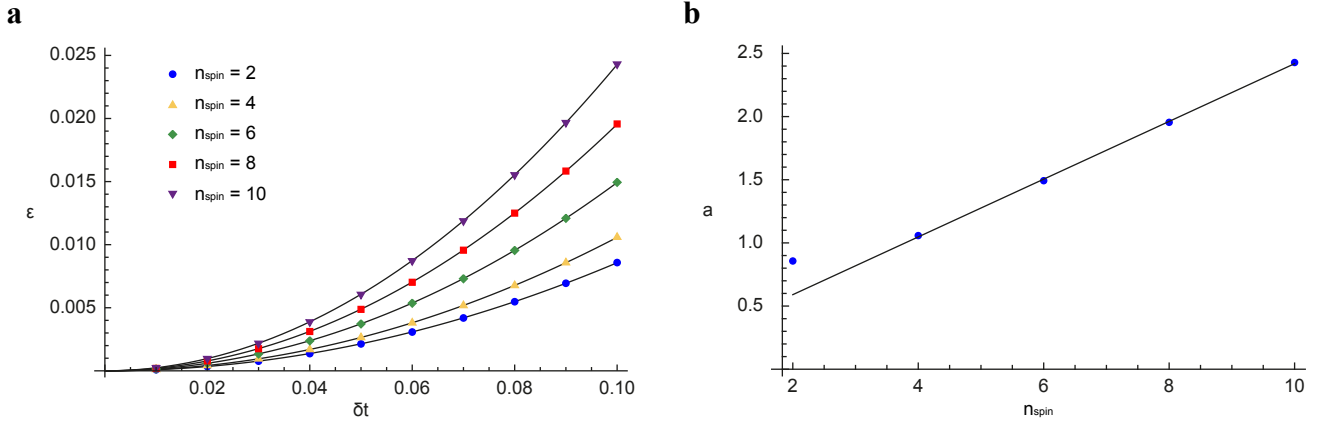 a
0.025
0.020
0.015
0.010
0.005
ε
nspin = 2
nspin = 4
nspin = 6
nspin = 8
nspin = 10
0.02 0.04 0.06 0.08 0.10
δt
b
2.5
2.0
1.5
1.0
0.5
a
2 4 6 8 10
nspin